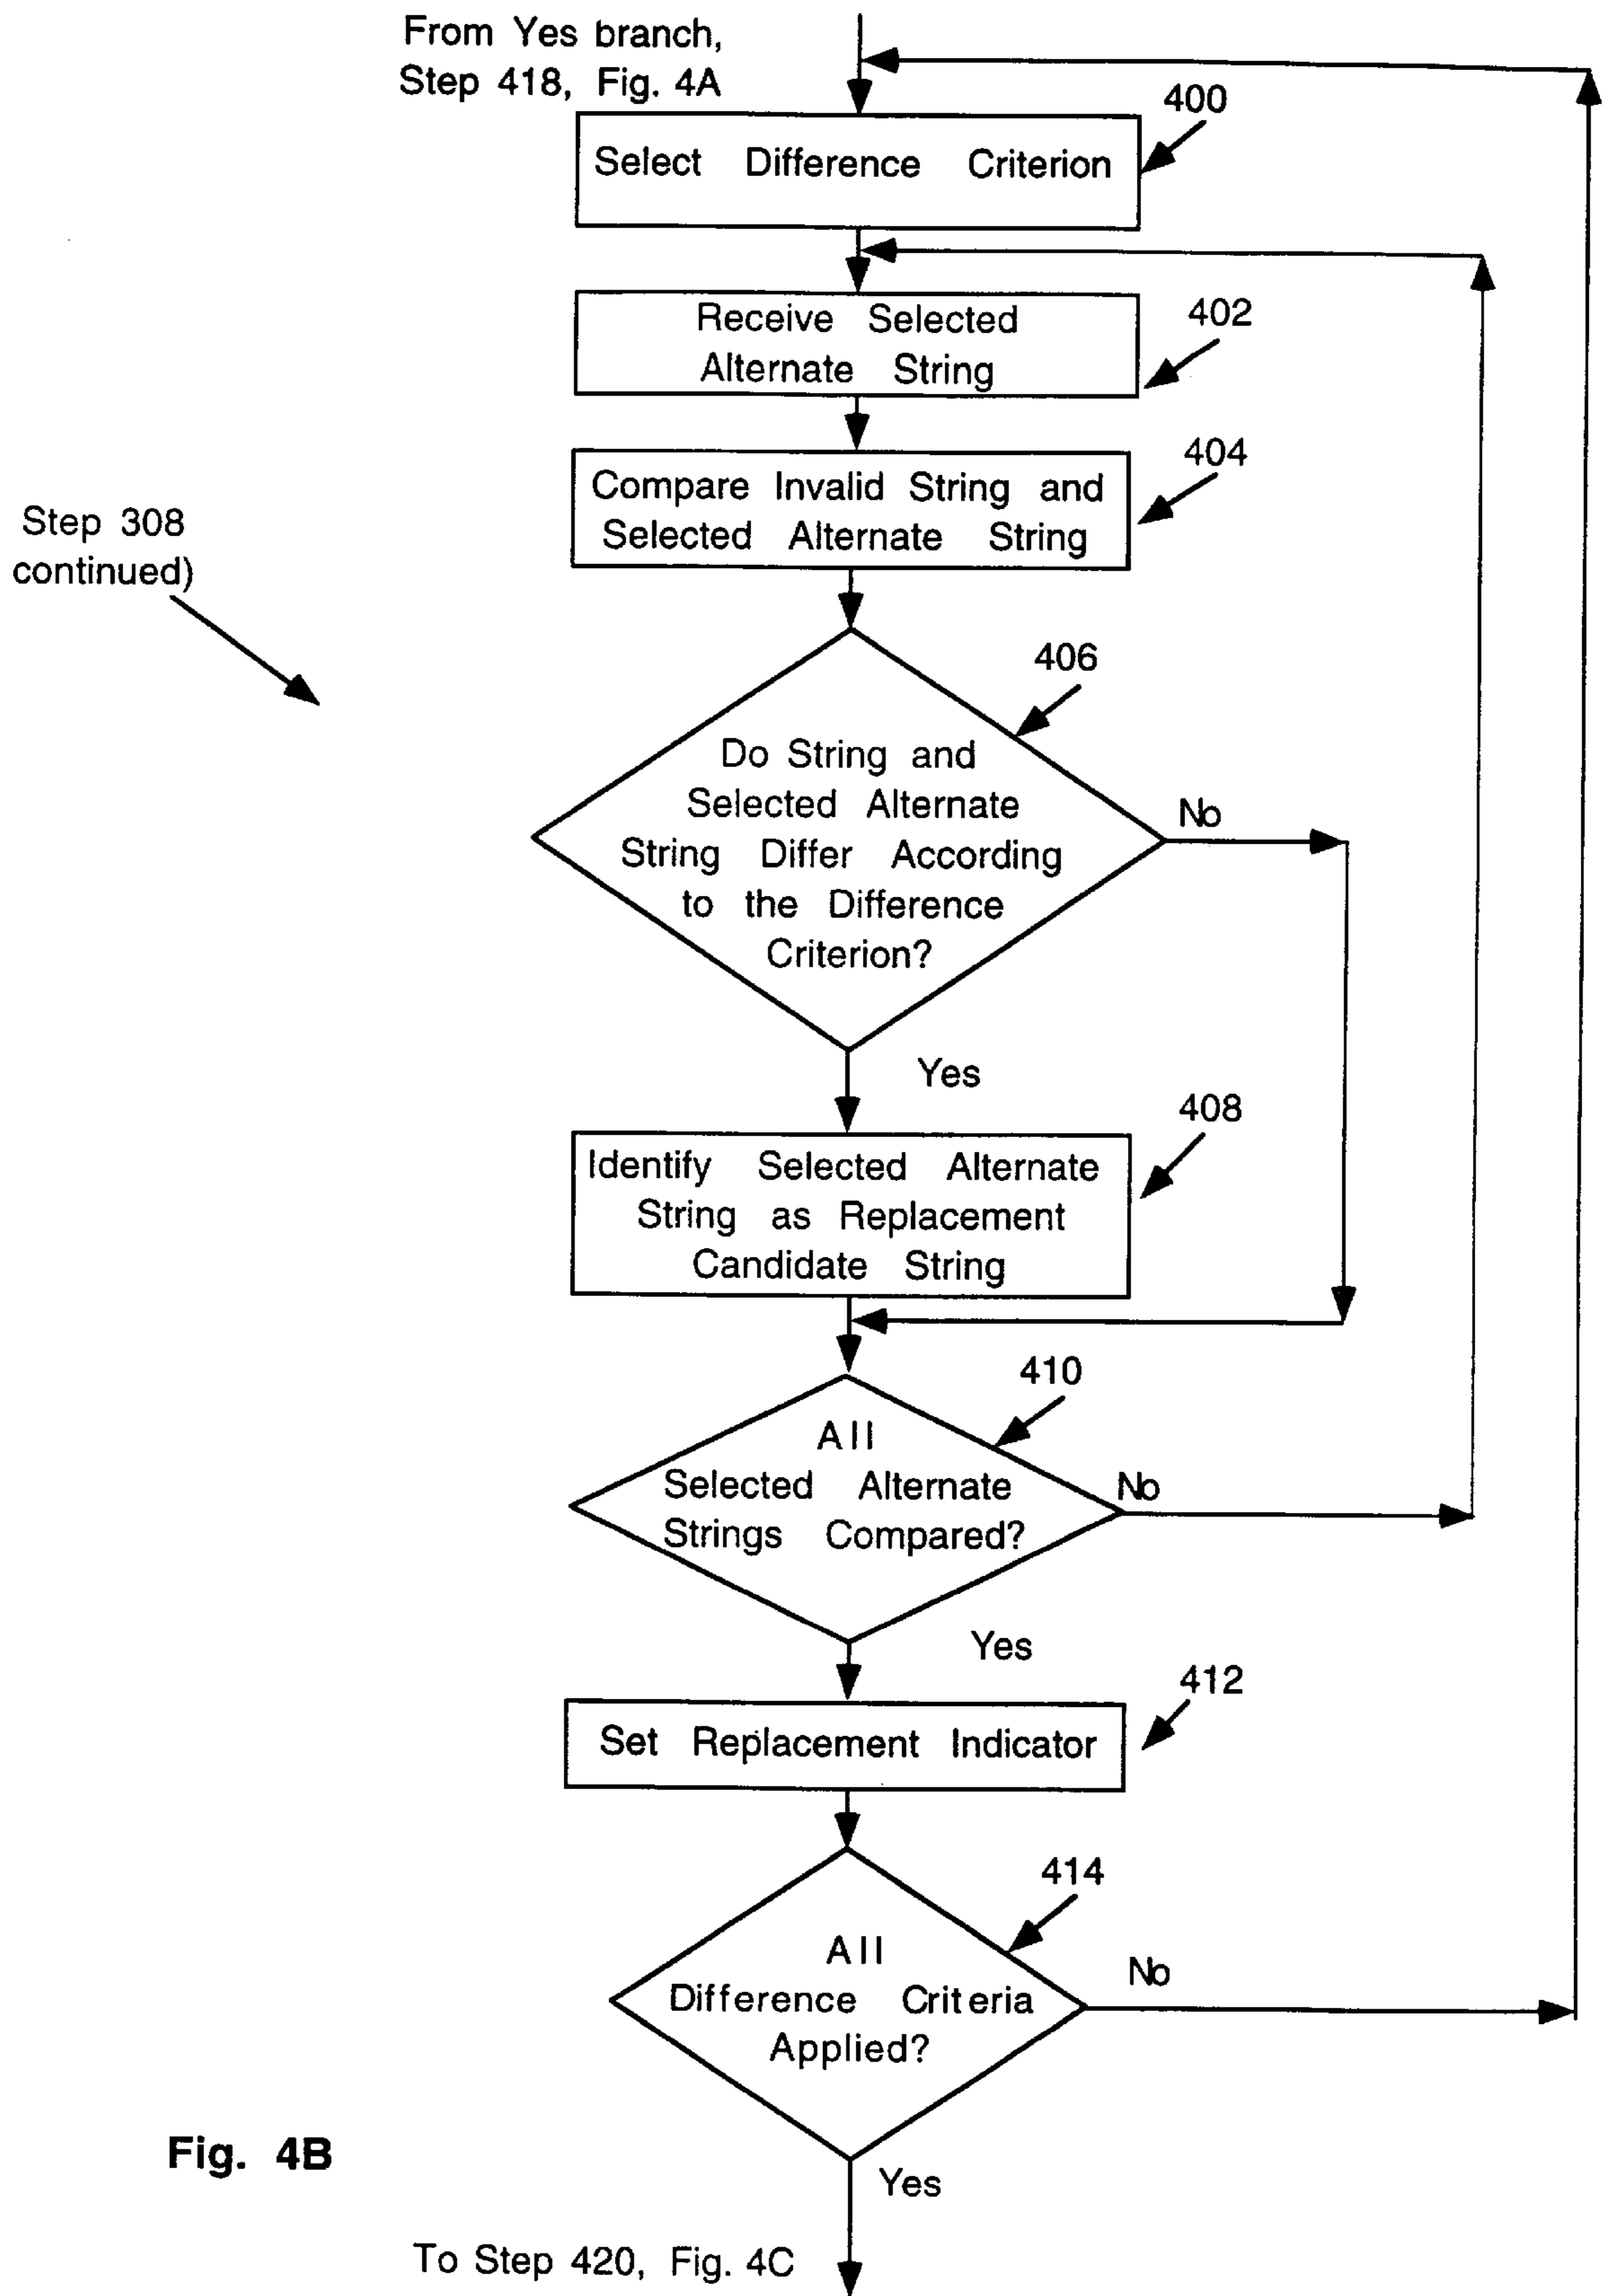 From Yes branch,
Step 418, Fig. 4A
400
Select Difference Criterion
402
Receive Selected
Alternate String
404
Compare Invalid String and
Selected Alternate String
Step 308
continued)
406
Do String and
Selected Alternate
String Differ According
to the Difference
Criterion?
No
Yes
408
Identify Selected Alternate
String as Replacement
Candidate String
410
All
Selected Alternate
Strings Compared?
No
Yes
412
Set Replacement Indicator
414
All
Difference Criteria
Applied?
No
Fig. 4B
Yes
To Step 420, Fig. 4C